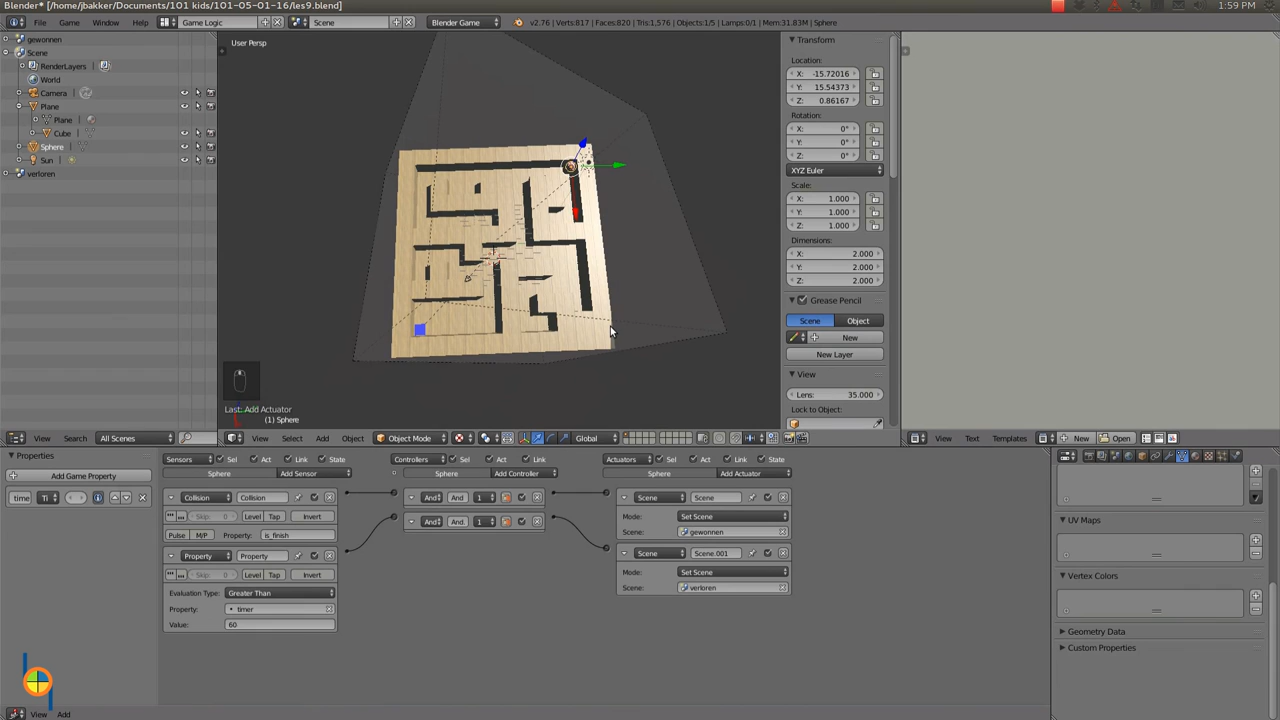 Blender* [/home/jbakker/Documents/101 kids/101-05-01-16/les9.blend]
1:59 PM
File Game Window Help Game Logic Scene Blender Game v2.76 | Verts:817 | Faces:820 | Tris:1,576 | Objects:1/5 | Lamps:0/1 | Mem:31.83M | Sphere
gewonnen
Scene
RenderLayers
World
Camera
Plane
Plane
Cube
Sphere
Sun
verloren
User Persp
Last: Add Actuator
(1) Sphere
Transform
Location:
X: -15.72016
Y: 15.54373
Z: 0.86167
Rotation:
X: 0°
Y: 0°
Z: 0°
XYZ Euler
Scale:
X: 1.000
Y: 1.000
Z: 1.000
Dimensions:
X: 2.000
Y: 2.000
Z: 2.000
Grease Pencil
Scene Object
New
New Layer
View
Lens: 35.000
Lock to Object:
View Search All Scenes
View Select Add Object Object Mode Global
View Text Templates New Open
Properties
Add Game Property
time Ti
Sensors Sel Act Link State
Sphere Add Sensor
Collision Collision
Skip: 0 Level Tap Invert
Pulse M/P Property: is_finish
Property Property
Skip: 0 Level Tap Invert
Evaluation Type: Greater Than
Property: timer
Value: 60
Controllers Sel Act Link
Sphere Add Controller
And And 1
And And. 1
Actuators Sel Act Link State
Sphere Add Actuator
Scene Scene
Mode: Set Scene
Scene: gewonnen
Scene Scene.001
Mode: Set Scene
Scene: verloren
UV Maps
Vertex Colors
Geometry Data
Custom Properties
View Add